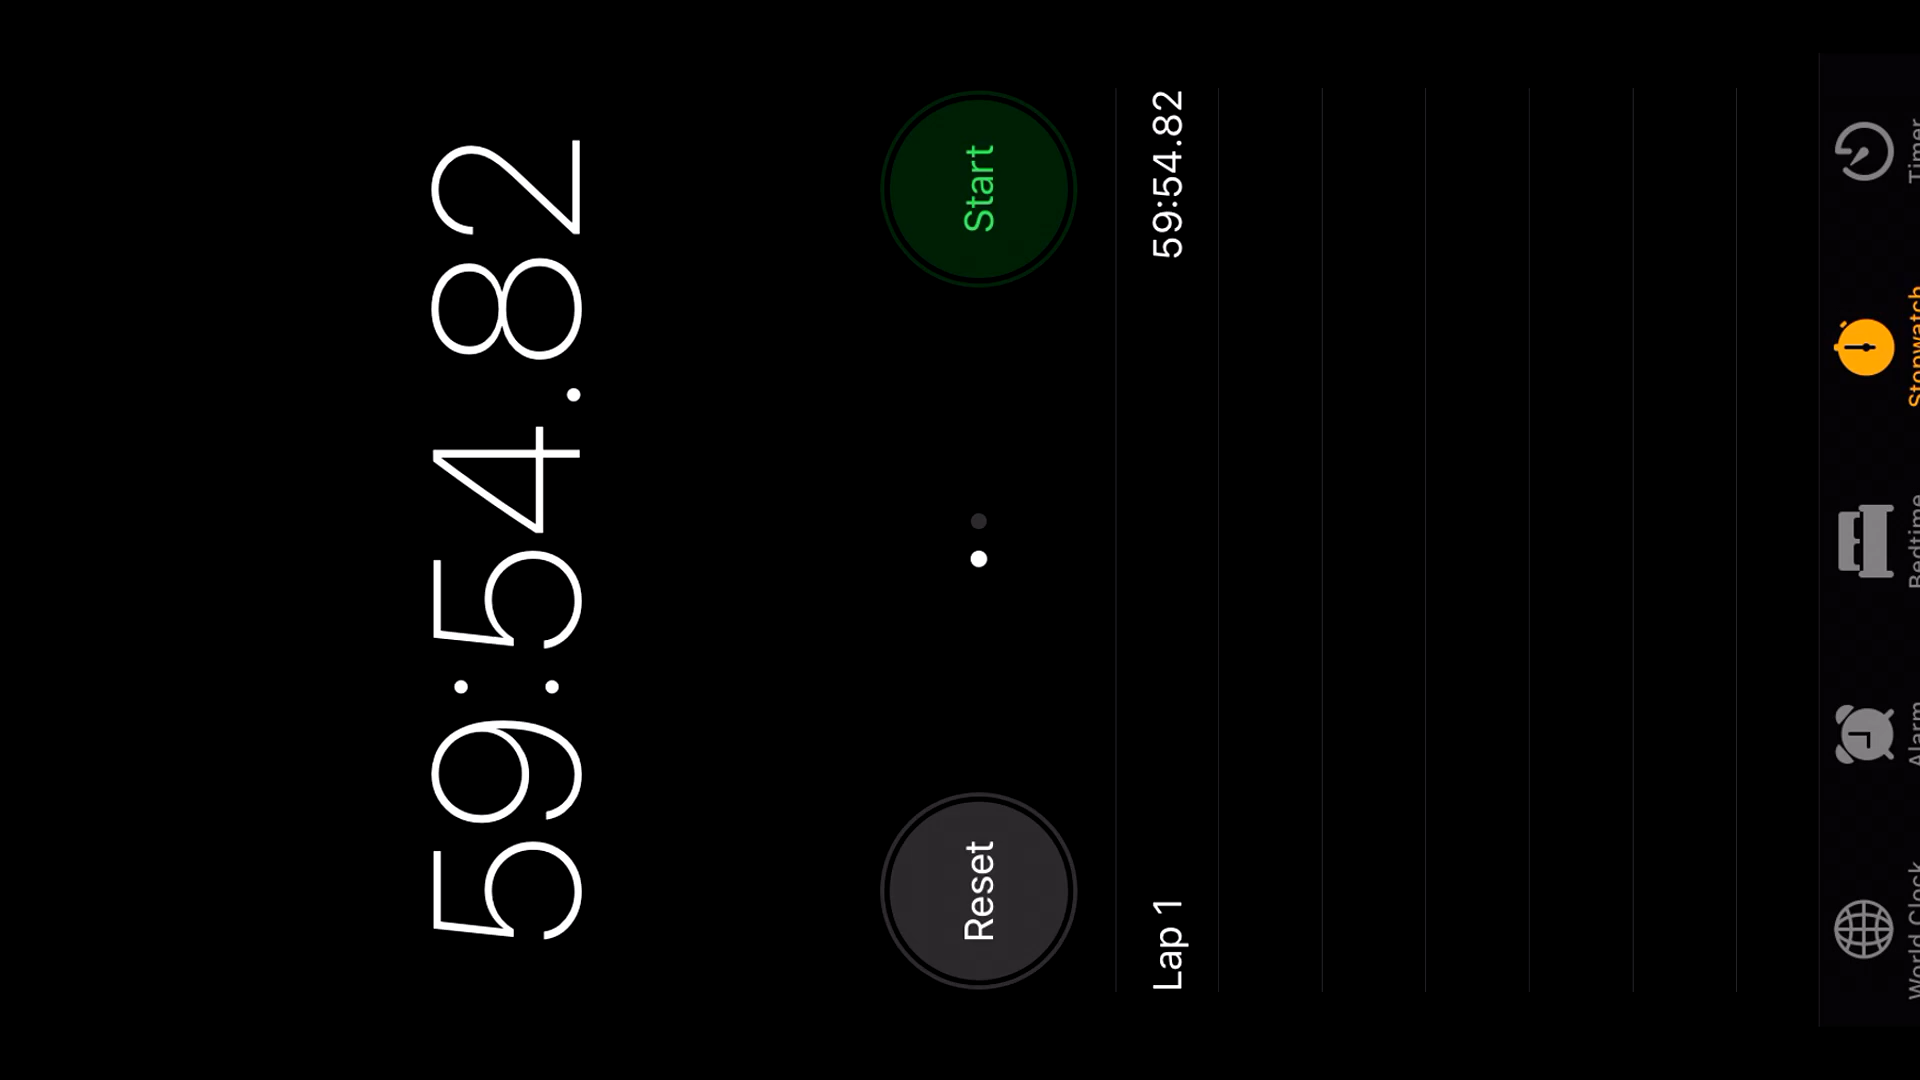 59:54.82
Reset
Start
Lap 1 59:54.82
World Clock
Alarm
Bedtime
Stopwatch
Timer